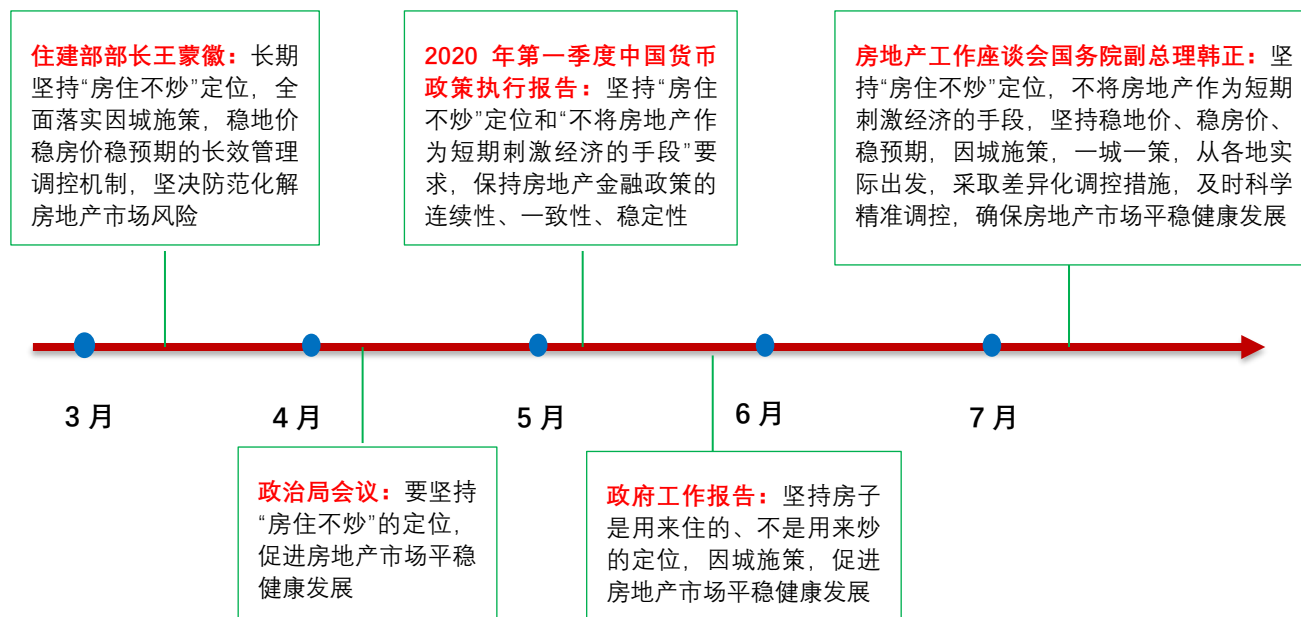 住建部部长王蒙徽：长期
坚持“房住不炒”定位，全
面落实因城施策，稳地价
稳房价稳预期的长效管理
调控机制，坚决防范化解
房地产市场风险
2020 年第一季度中国货币
政策执行报告：坚持“房住
不炒”定位和“不将房地产作
为短期刺激经济的手段”要
求，保持房地产金融政策的
连续性、一致性、稳定性
房地产工作座谈会国务院副总理韩正：坚
持“房住不炒”定位，不将房地产作为短期
刺激经济的手段，坚持稳地价、稳房价、
稳预期，因城施策，一城一策，从各地实
际出发，采取差异化调控措施，及时科学
精准调控，确保房地产市场平稳健康发展
3 月
4 月
5 月
6 月
7 月
政治局会议：要坚持
“房住不炒”的定位，
促进房地产市场平稳
健康发展
政府工作报告：坚持房子
是用来住的、不是用来炒
的定位，因城施策，促进
房地产市场平稳健康发展